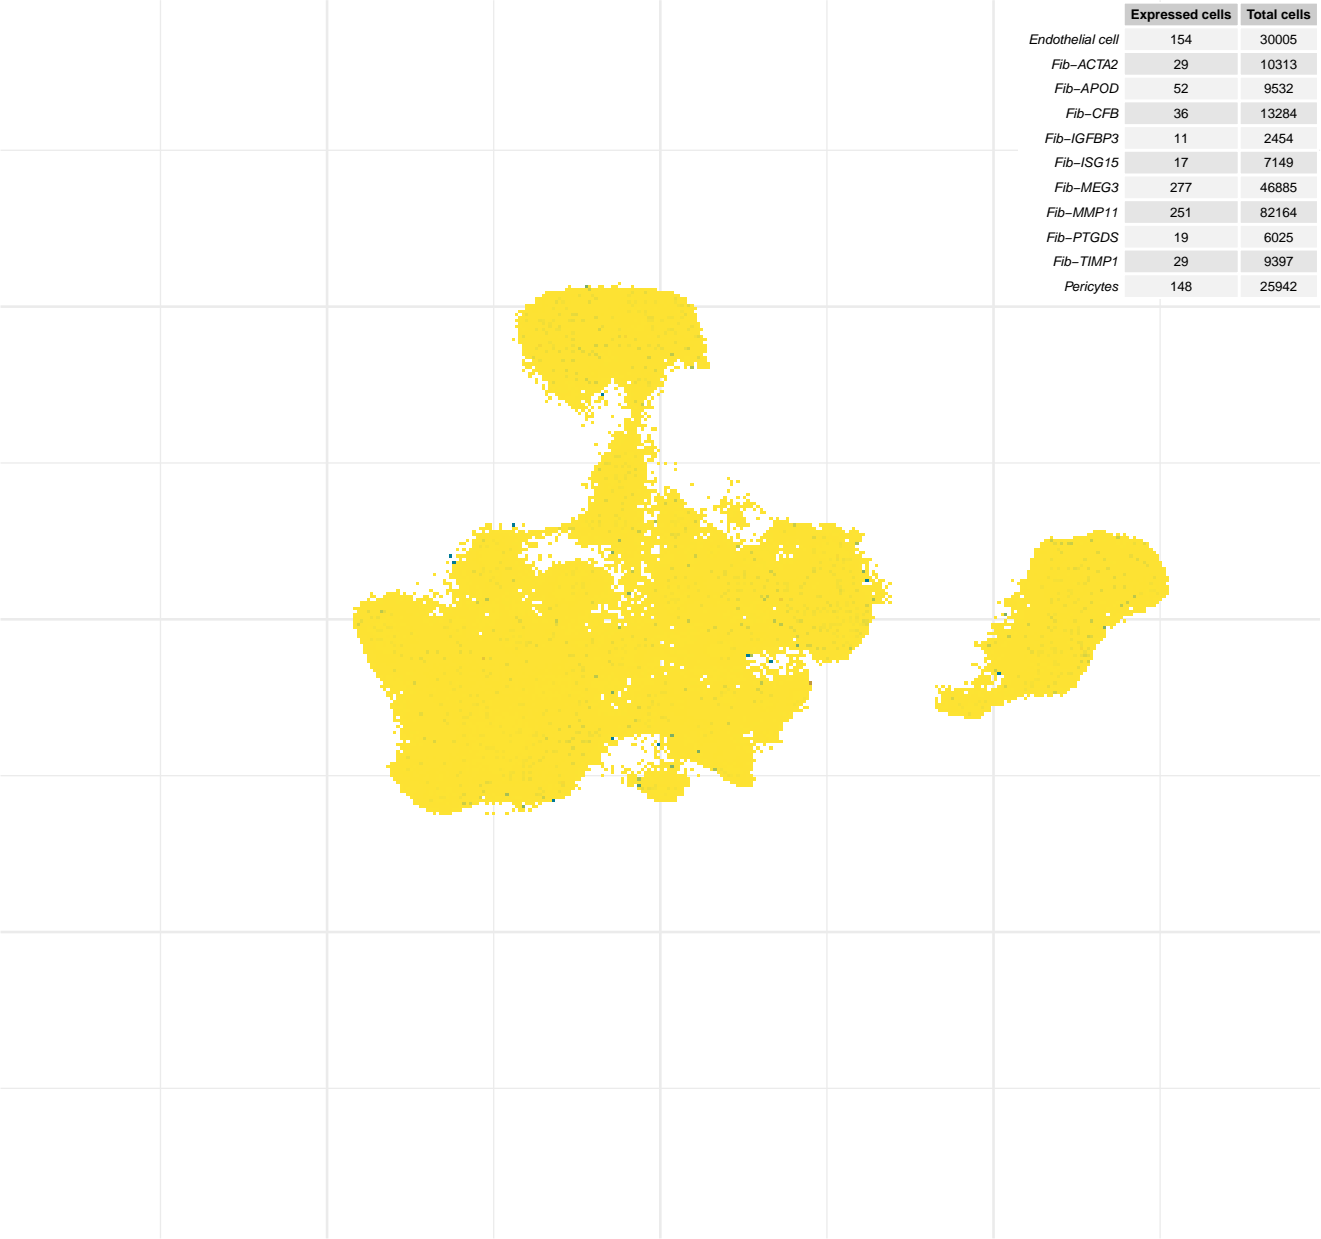 Expressed cells Total cells
Endothelial cell 154 30005
Fib−ACTA2 29 10313
Fib−APOD 52 9532
Fib−CFB 36 13284
Fib−IGFBP3 11 2454
Fib−ISG15 17 7149
Fib−MEG3 277 46885
Fib−MMP11 251 82164
Fib−PTGDS 19 6025
Fib−TIMP1 29 9397
Pericytes 148 25942